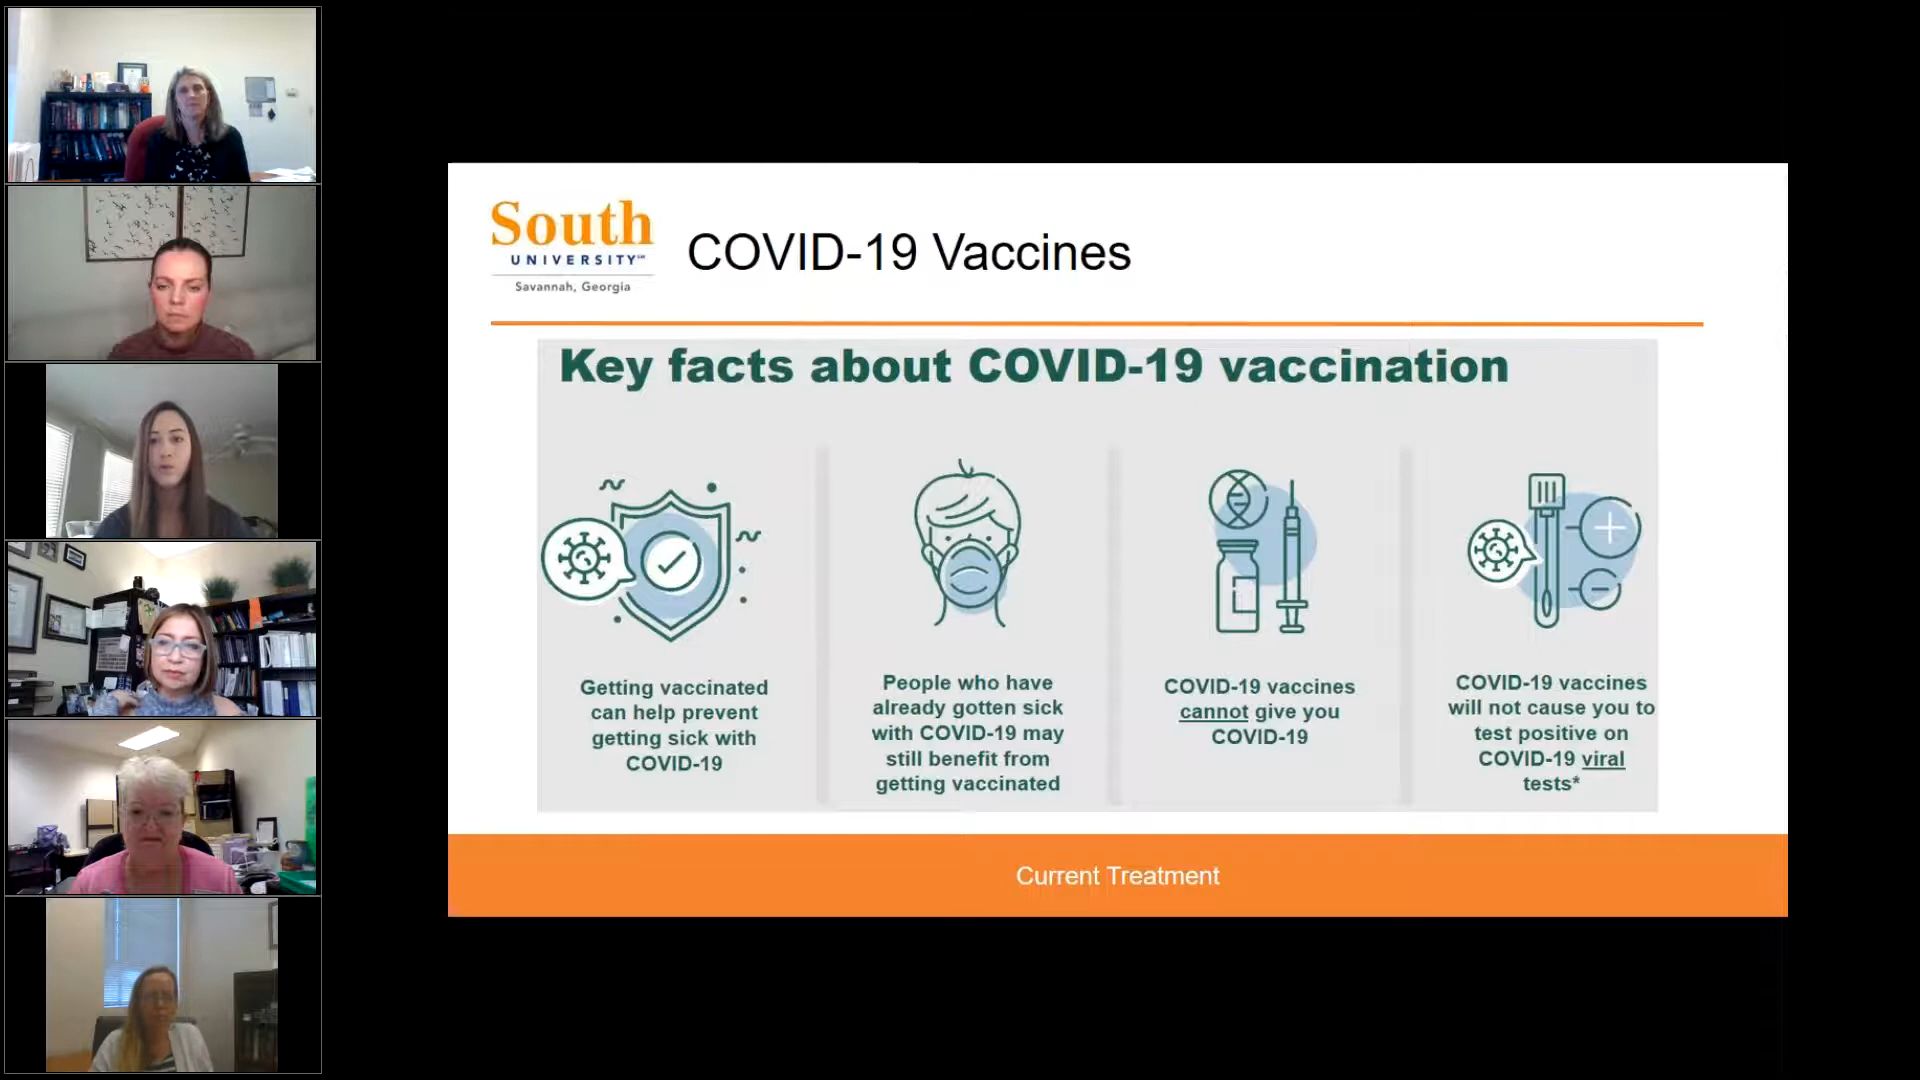 South
UNIVERSITY℠
Savannah, Georgia
COVID-19 Vaccines
Key facts about COVID-19 vaccination
Getting vaccinated
can help prevent
getting sick with
COVID-19
People who have
already gotten sick
with COVID-19 may
still benefit from
getting vaccinated
COVID-19 vaccines
cannot give you
COVID-19
COVID-19 vaccines
will not cause you to
test positive on
COVID-19 viral
tests*
Current Treatment